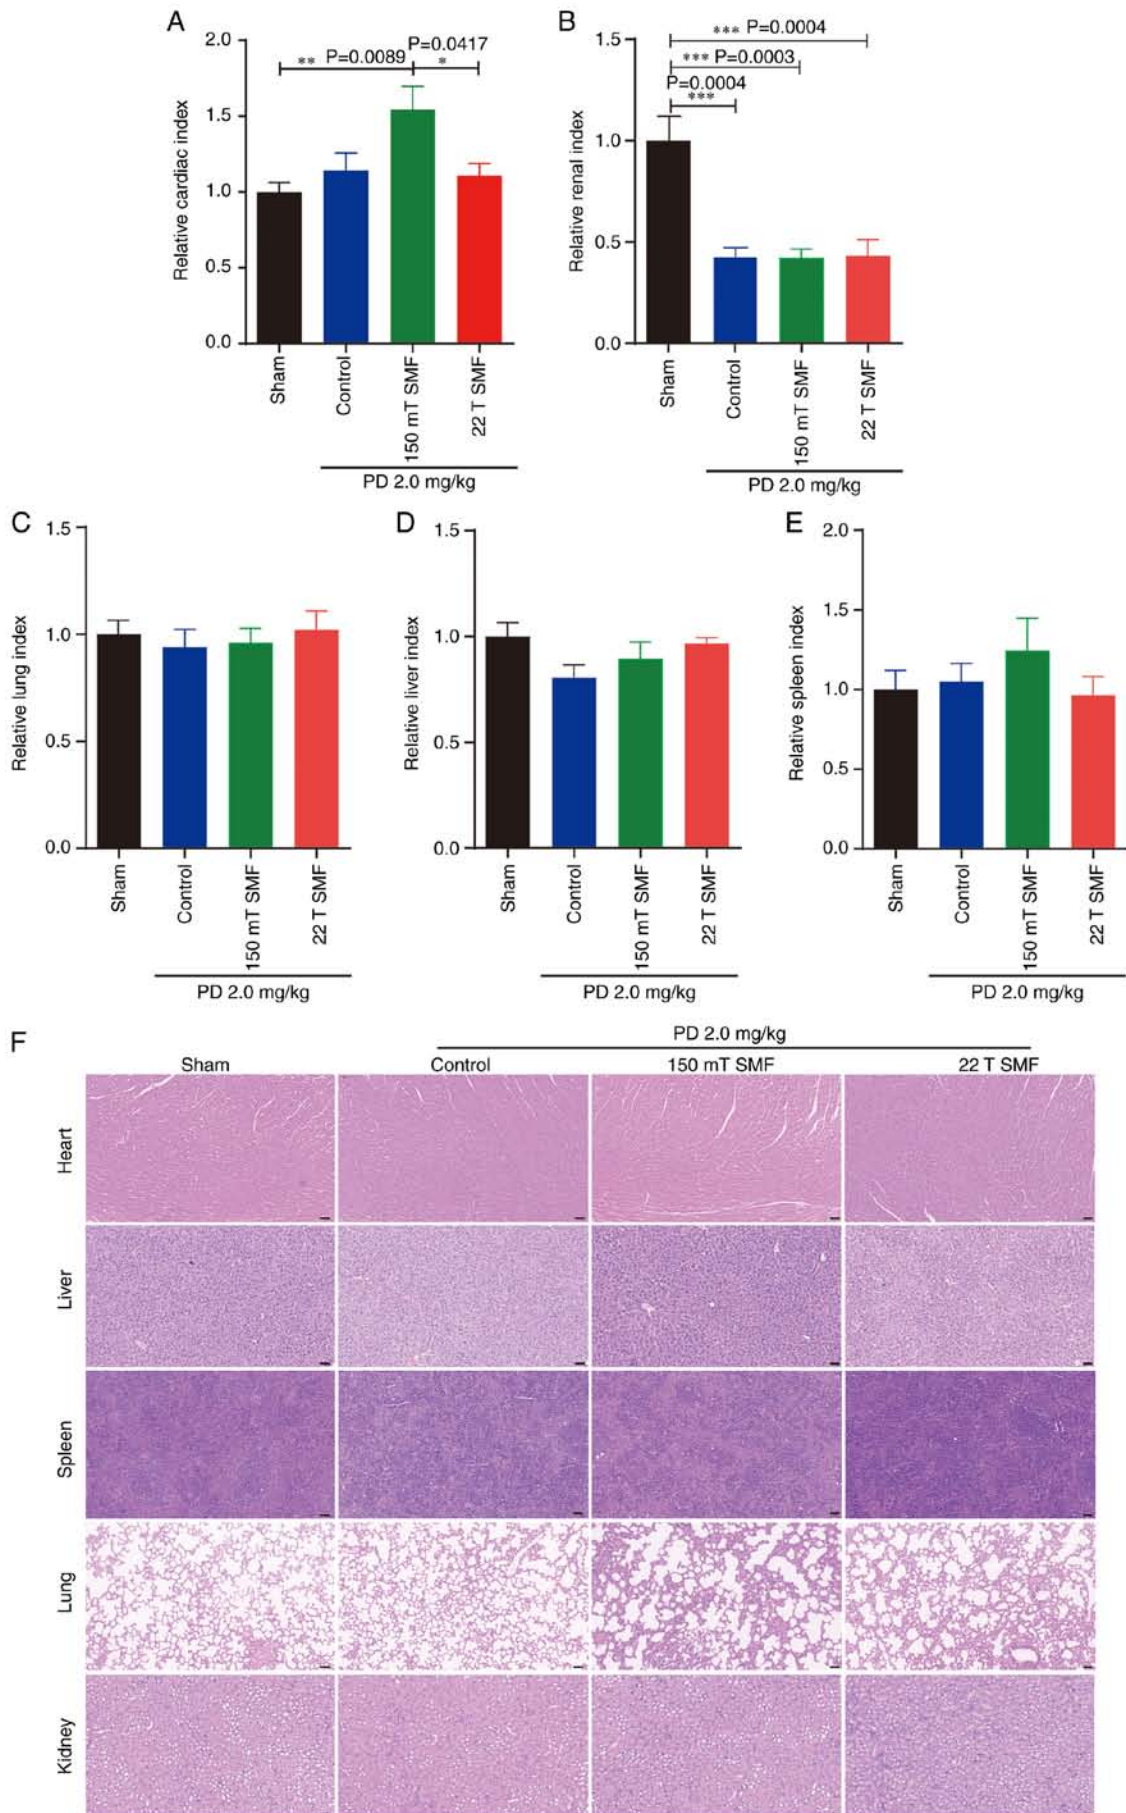 A
Relative cardiac index
2.0
1.5
1.0
0.5
0.0
** P=0.0089
P=0.0417
*
Sham
Control
150 mT SMF
22 T SMF
PD 2.0 mg/kg
B
Relative renal index
1.5
1.0
0.5
0.0
*** P=0.0004
*** P=0.0003
P=0.0004
***
Sham
Control
150 mT SMF
22 T SMF
PD 2.0 mg/kg
C
Relative lung index
1.5
1.0
0.5
0.0
Sham
Control
150 mT SMF
22 T SMF
PD 2.0 mg/kg
D
Relative liver index
1.5
1.0
0.5
0.0
Sham
Control
150 mT SMF
22 T SMF
PD 2.0 mg/kg
E
Relative spleen index
2.0
1.5
1.0
0.5
0.0
Sham
Control
150 mT SMF
22 T SMF
PD 2.0 mg/kg
F
PD 2.0 mg/kg
Sham Control 150 mT SMF 22 T SMF
Heart
Liver
Spleen
Lung
Kidney